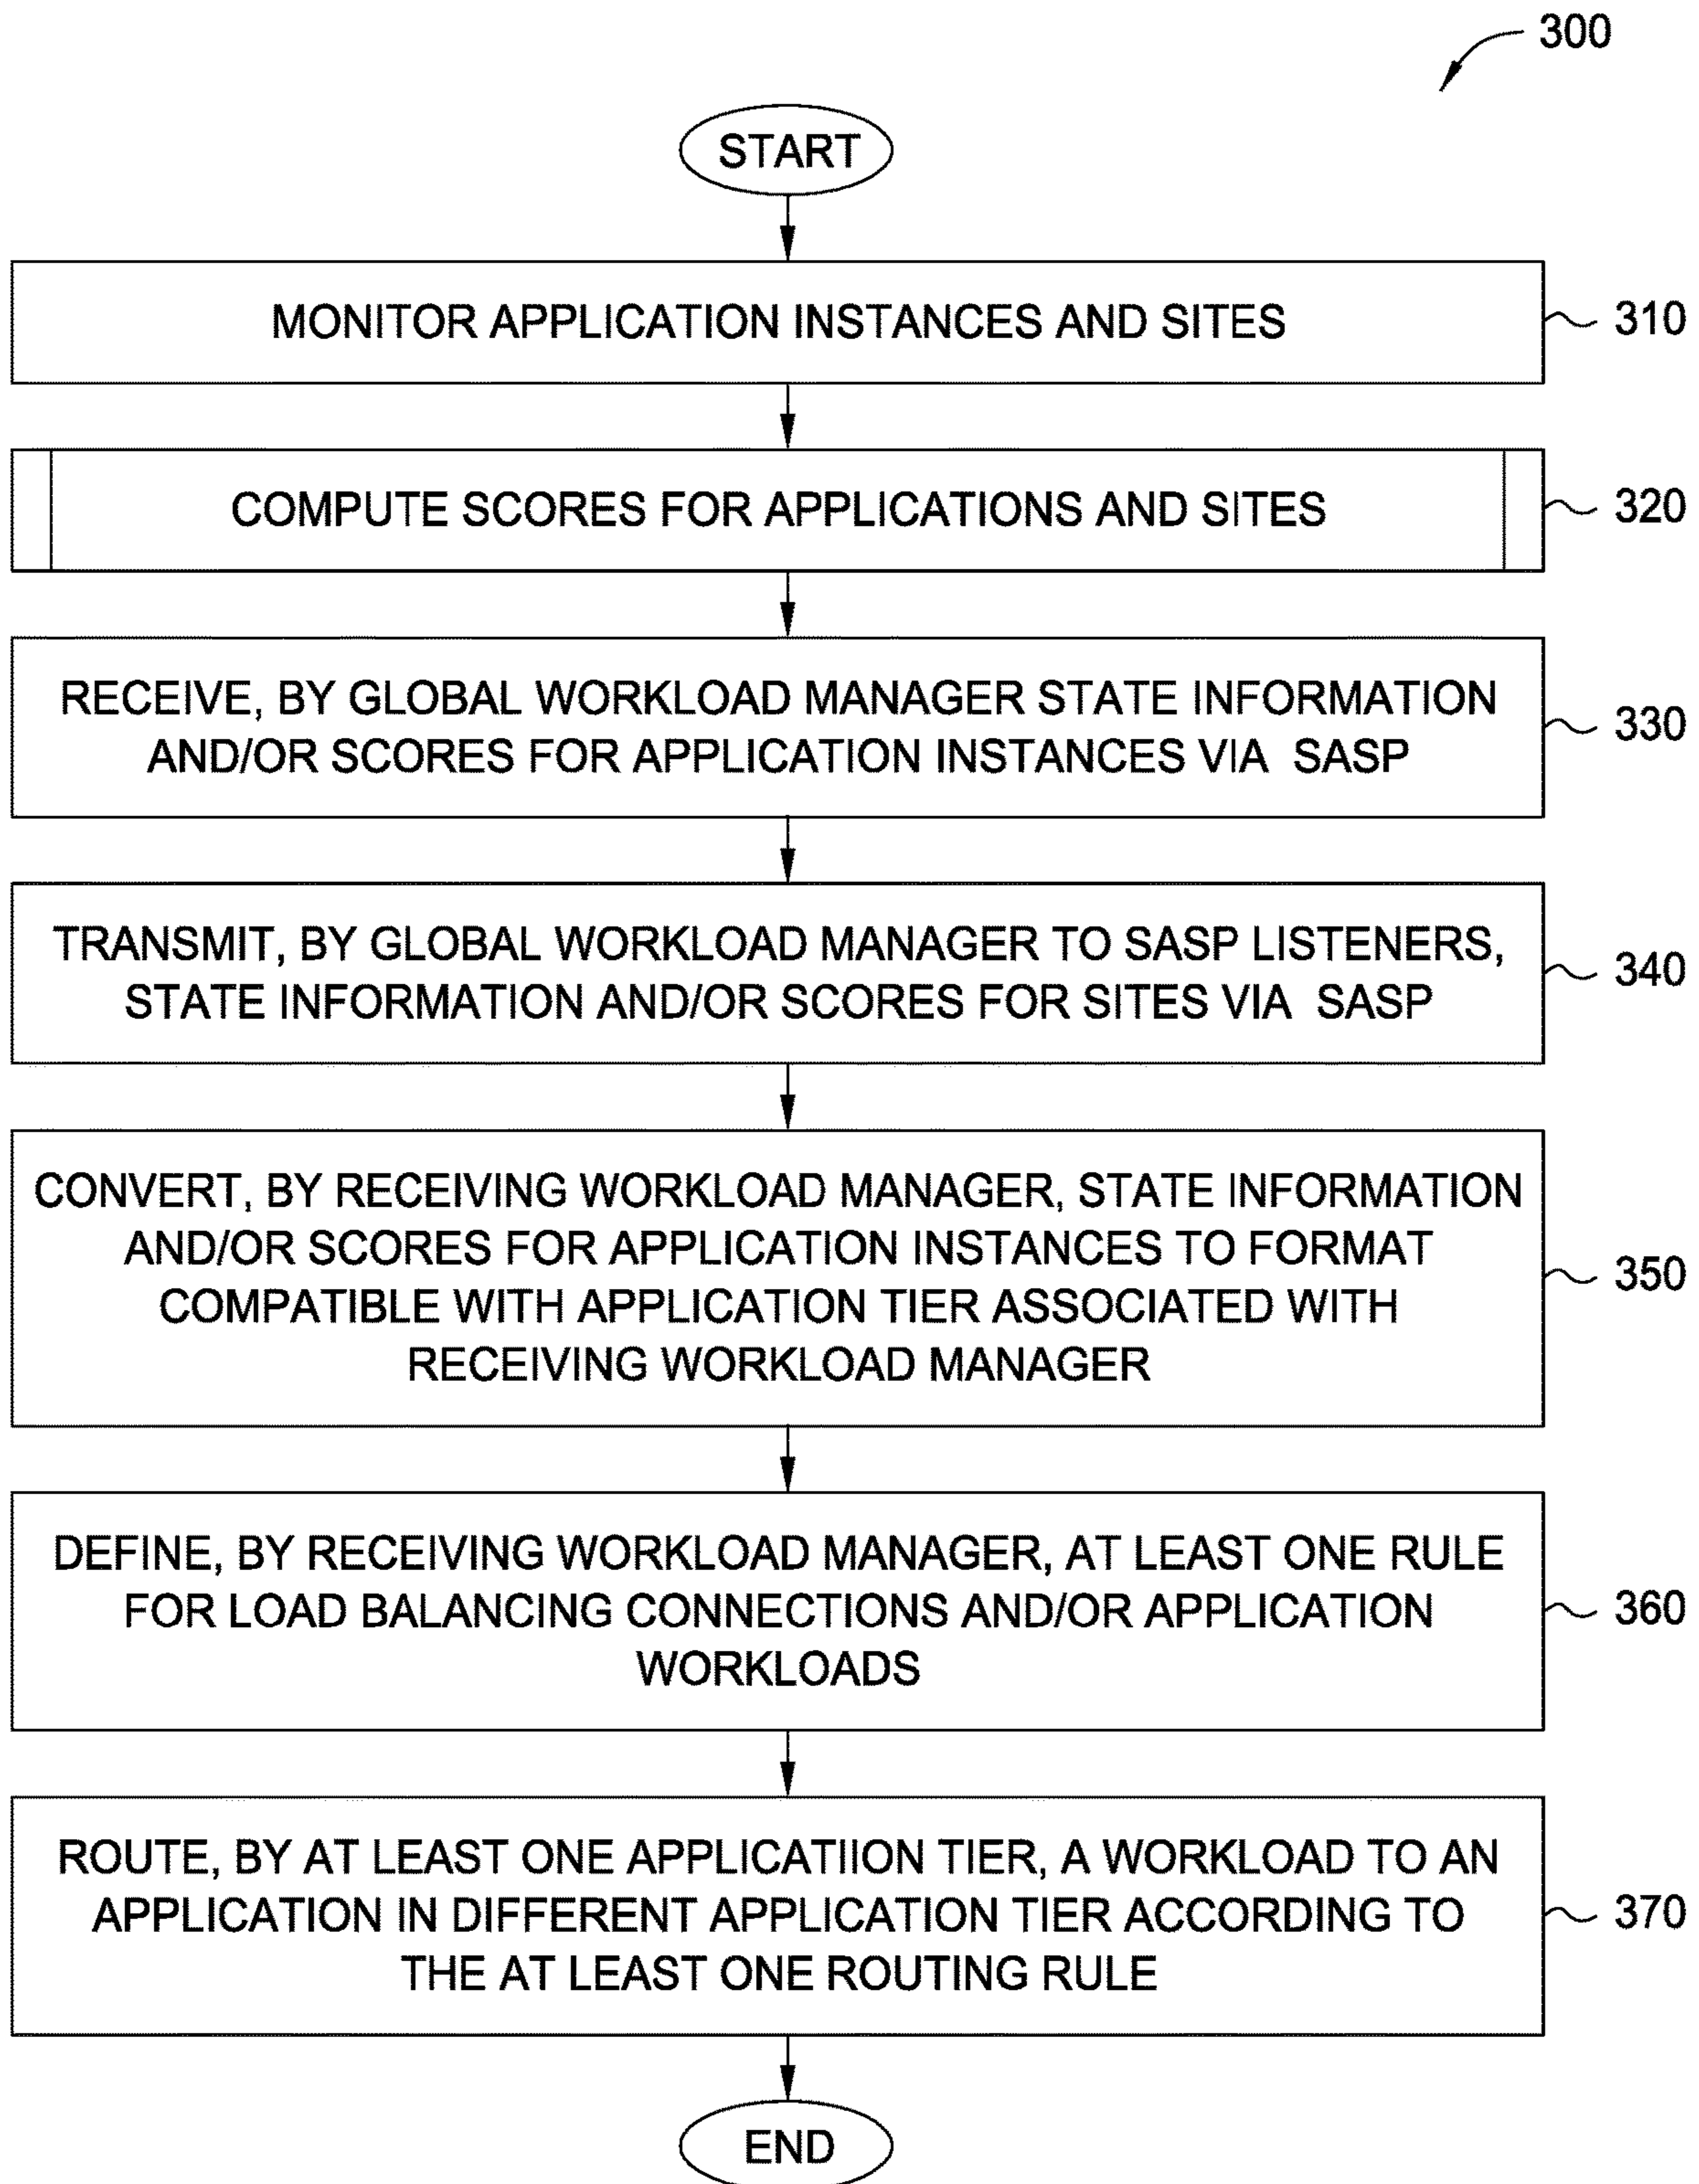 300
START
MONITOR APPLICATION INSTANCES AND SITES
310
COMPUTE SCORES FOR APPLICATIONS AND SITES
320
RECEIVE, BY GLOBAL WORKLOAD MANAGER STATE INFORMATION
AND/OR SCORES FOR APPLICATION INSTANCES VIA SASP
330
TRANSMIT, BY GLOBAL WORKLOAD MANAGER TO SASP LISTENERS,
STATE INFORMATION AND/OR SCORES FOR SITES VIA SASP
340
CONVERT, BY RECEIVING WORKLOAD MANAGER, STATE INFORMATION
AND/OR SCORES FOR APPLICATION INSTANCES TO FORMAT
COMPATIBLE WITH APPLICATION TIER ASSOCIATED WITH
RECEIVING WORKLOAD MANAGER
350
DEFINE, BY RECEIVING WORKLOAD MANAGER, AT LEAST ONE RULE
FOR LOAD BALANCING CONNECTIONS AND/OR APPLICATION
WORKLOADS
360
ROUTE, BY AT LEAST ONE APPLICATIION TIER, A WORKLOAD TO AN
APPLICATION IN DIFFERENT APPLICATION TIER ACCORDING TO
THE AT LEAST ONE ROUTING RULE
370
END